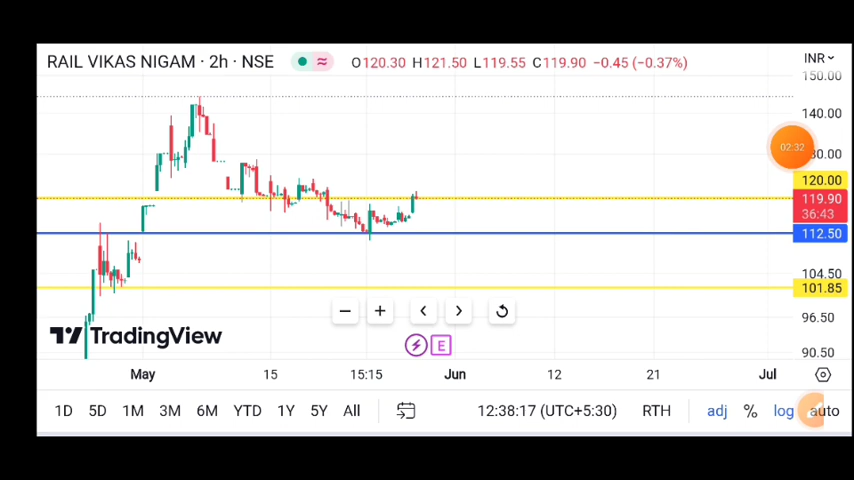 RAIL VIKAS NIGAM · 2h · NSE O120.30 H121.50 L119.55 C119.90 −0.45 (−0.37%) INR
150.00
140.00
130.00
02:32
120.00
119.90
36:43
112.50
104.50
101.85
96.50
90.50
TradingView
E
May 15 15:15 Jun 12 21 Jul
1D 5D 1M 3M 6M YTD 1Y 5Y All 12:38:17 (UTC+5:30) RTH adj % log auto